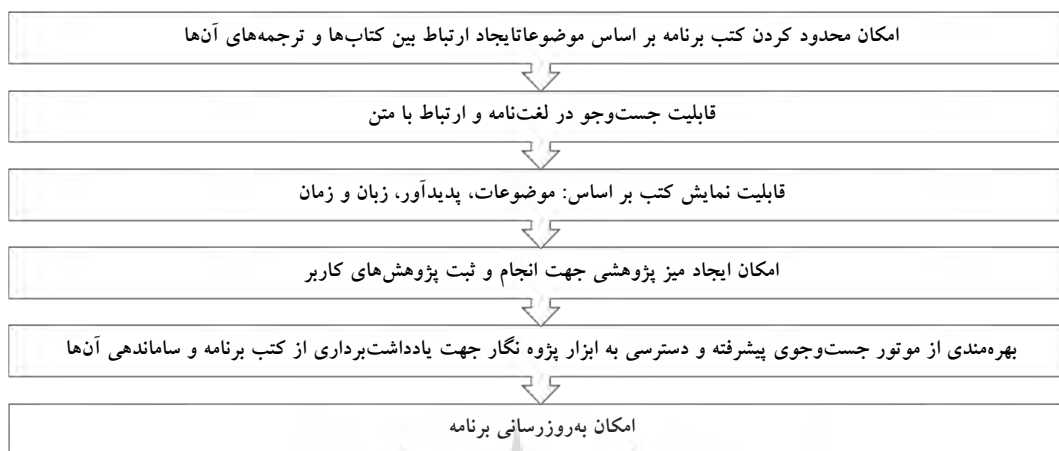 امکان محدود کردن کتب برنامه بر اساس موضوعاتایجاد ارتباط بین کتاب‌ها و ترجمه‌های آن‌ها
قابلیت جست‌وجو در لغت‌نامه و ارتباط با متن
قابلیت نمایش کتب بر اساس: موضوعات، پدیدآور، زبان و زمان
امکان ایجاد میز پژوهشی جهت انجام و ثبت پژوهش‌های کاربر
بهره‌مندی از موتور جست‌وجوی پیشرفته و دسترسی به ابزار پژوه نگار جهت یادداشت‌برداری از کتب برنامه و ساماندهی آن‌ها
امکان به‌روزرسانی برنامه